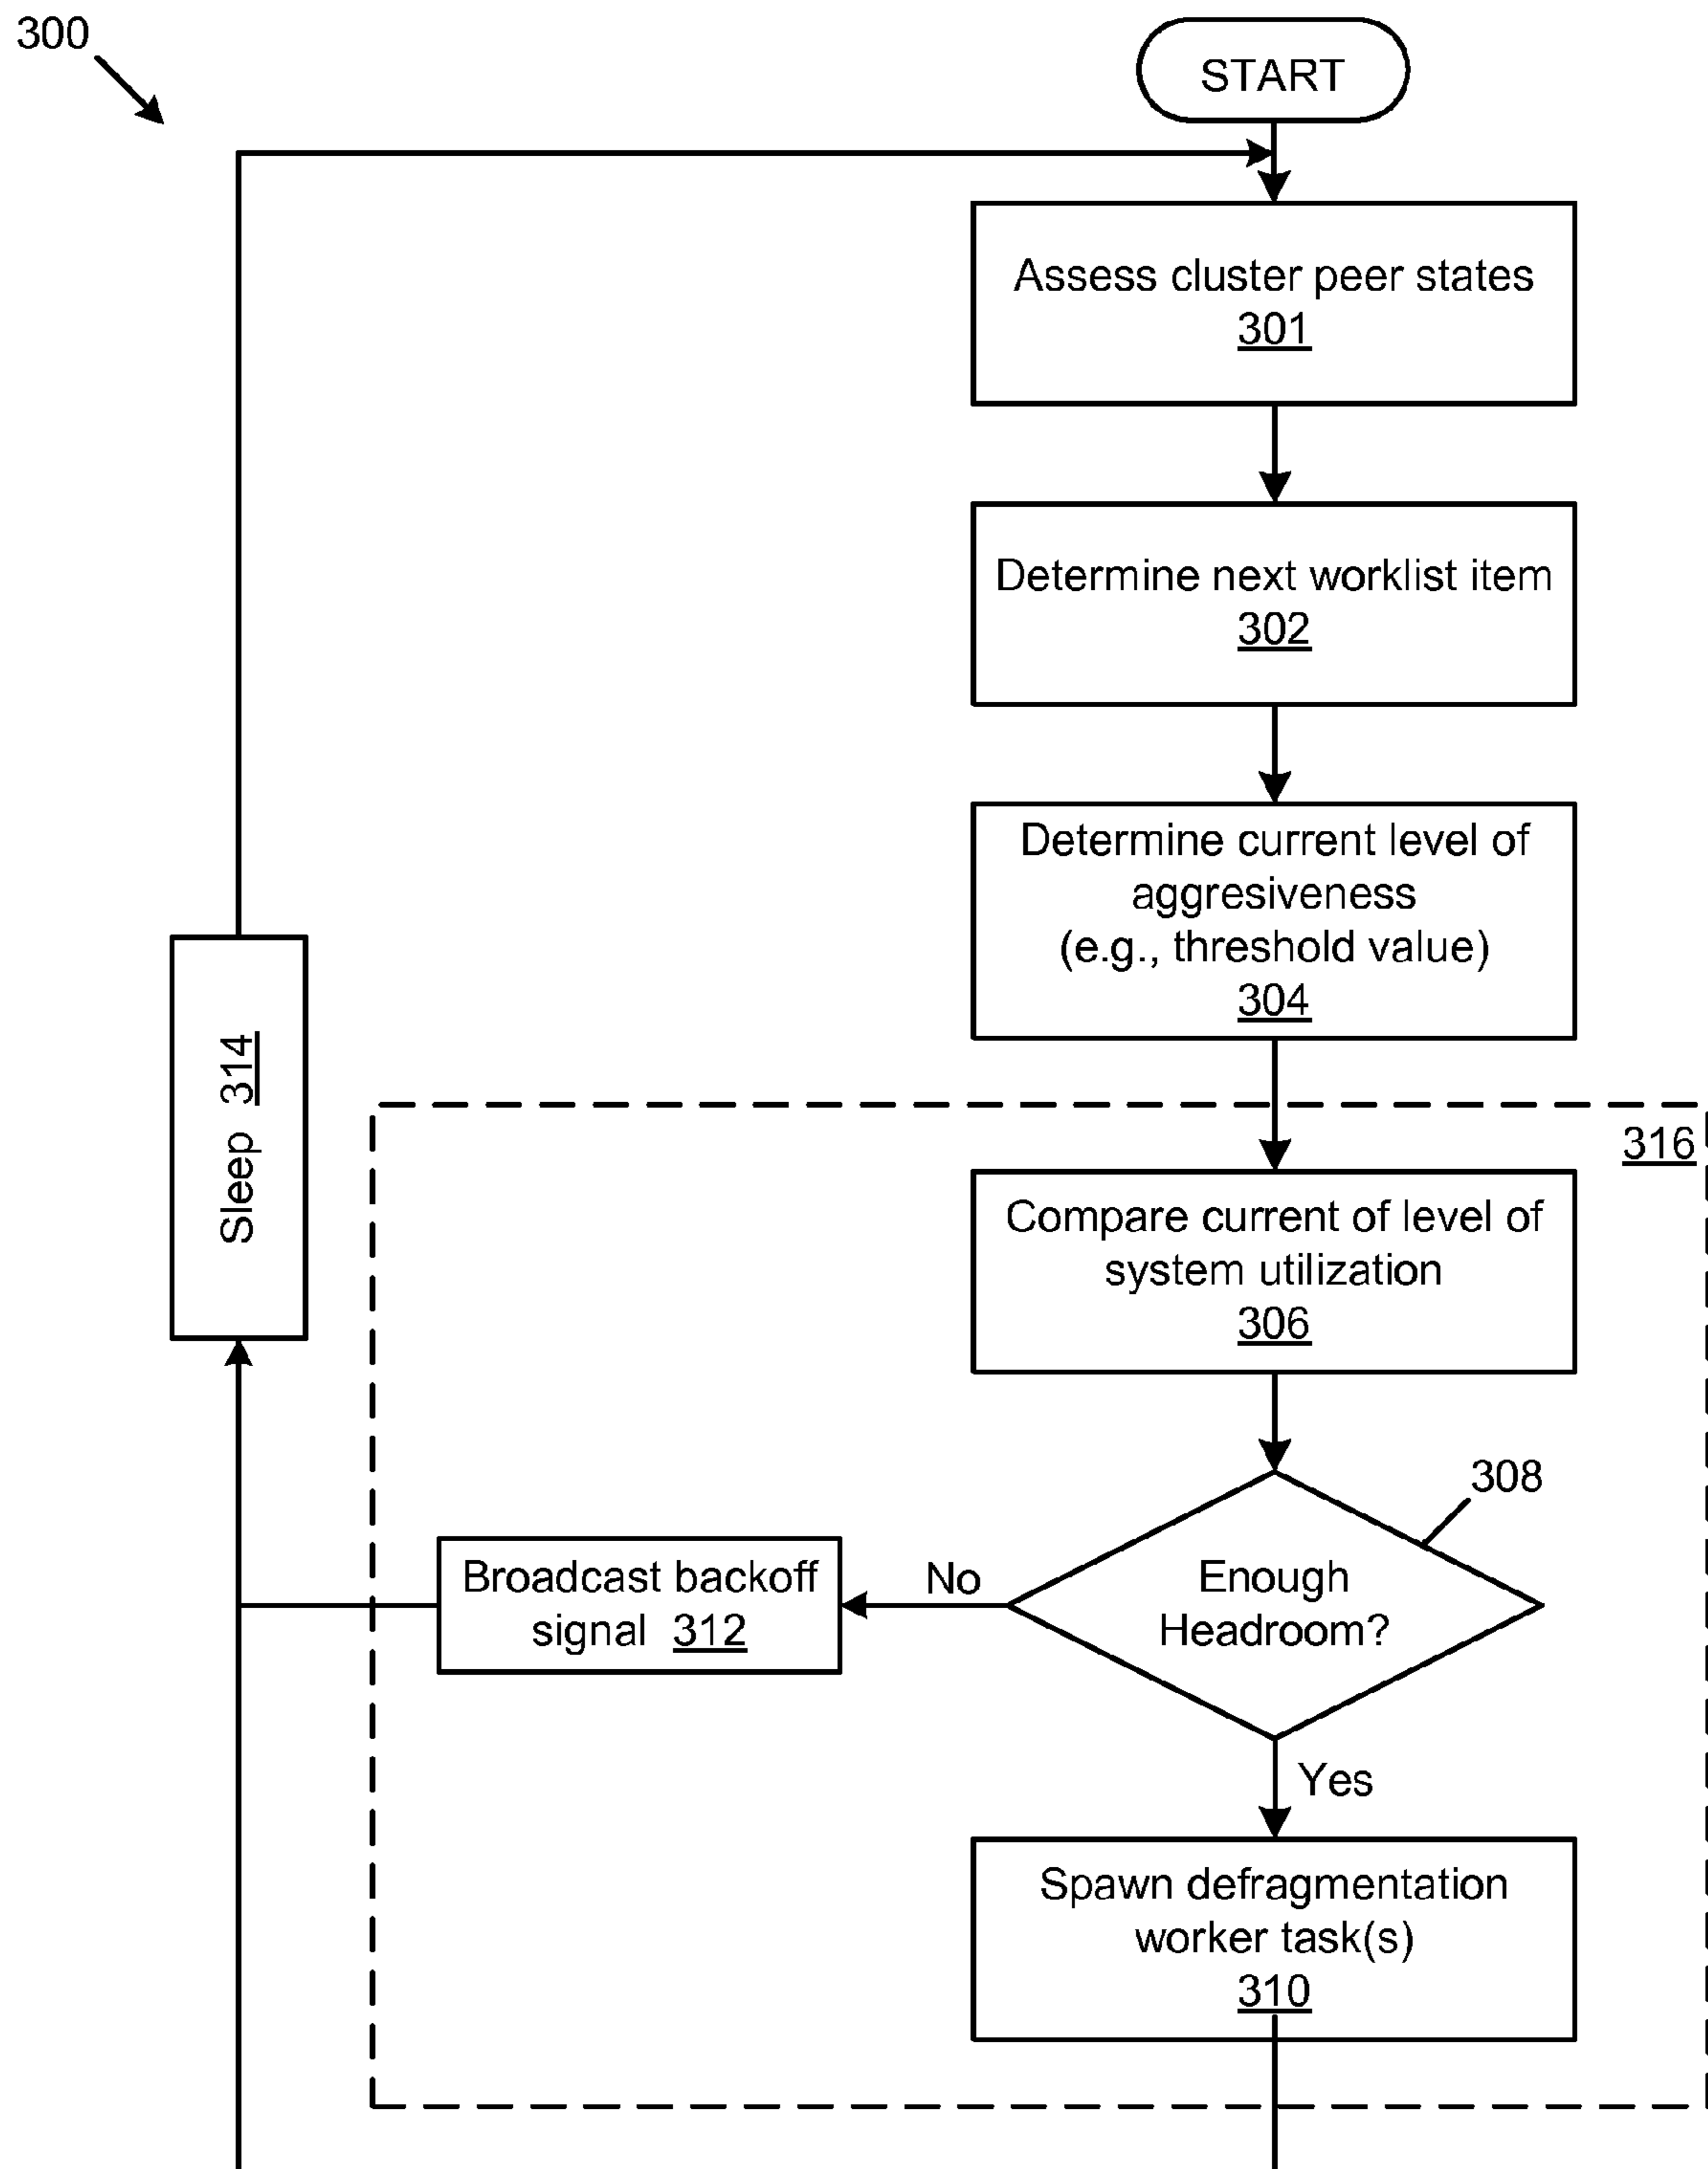 300
START
Assess cluster peer states
301
Determine next worklist item
302
Determine current level of
aggresiveness
(e.g., threshold value)
304
Sleep 314
316
Compare current of level of
system utilization
306
308
Enough
Headroom?
No
Broadcast backoff
signal 312
Yes
Spawn defragmentation
worker task(s)
310